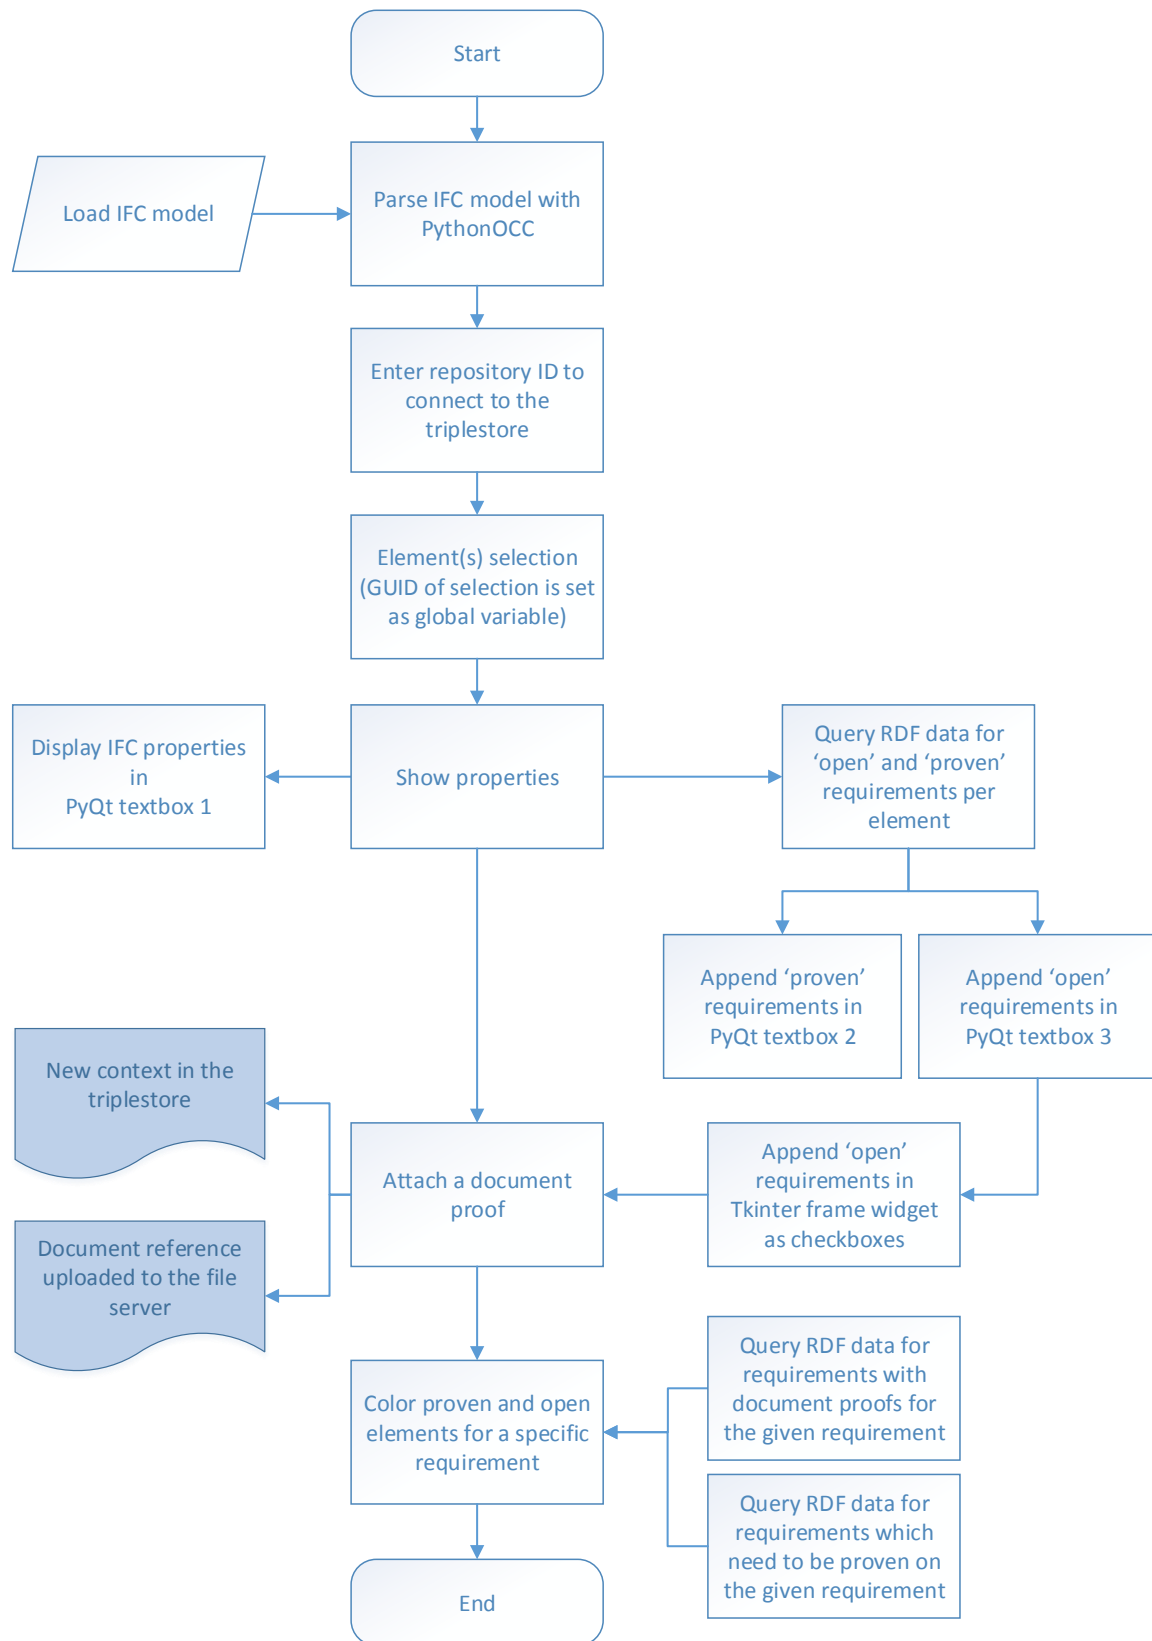 Start
Load IFC model
Parse IFC model with
PythonOCC
Enter repository ID to
connect to the
triplestore
Element(s) selection
(GUID of selection is set
as global variable)
Display IFC properties
in
PyQt textbox 1
Show properties
Query RDF data for
‘open’ and ‘proven’
requirements per
element
Append ‘proven’
requirements in
PyQt textbox 2
Append ‘open’
requirements in
PyQt textbox 3
New context in the
triplestore
Attach a document
proof
Append ‘open’
requirements in
Tkinter frame widget
as checkboxes
Document reference
uploaded to the file
server
Color proven and open
elements for a specific
requirement
Query RDF data for
requirements with
document proofs for
the given requirement
Query RDF data for
requirements which
need to be proven on
the given requirement
End